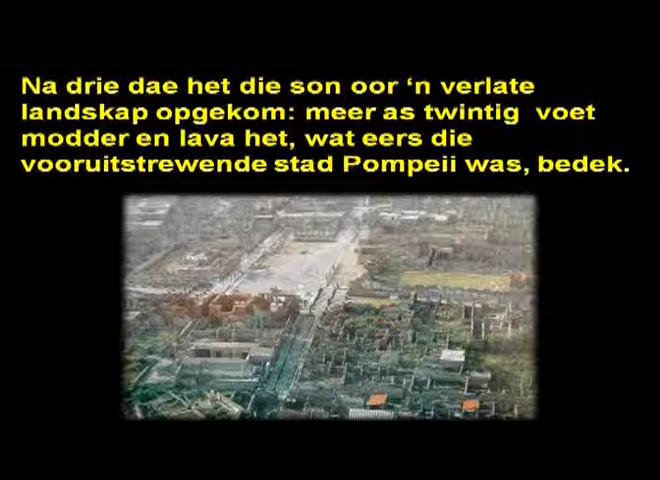 Na drie dae het die son oor ‘n verlate
landskap opgekom: meer as twintig voet
modder en lava het, wat eers die
vooruitstrewende stad Pompeii was, bedek.